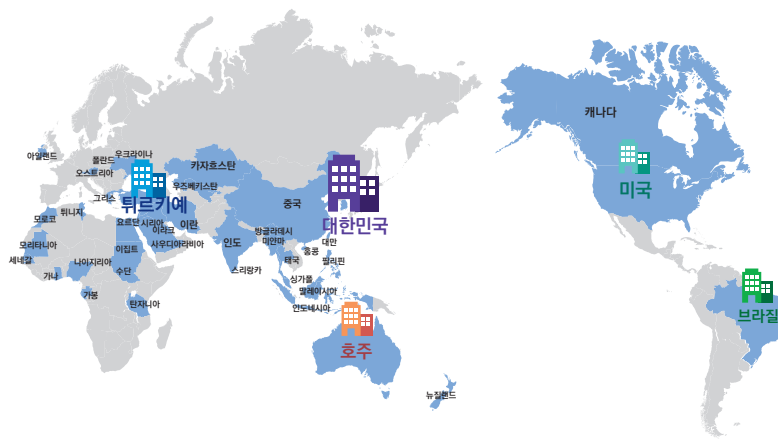 캐나다
미국
브라질
아일랜드
폴란드
우크라이나
오스트리아
카자흐스탄
우즈베키스탄
그리스
튀르키예
중국
대한민국
모로코
튀니지
요르단
시리아
이라크
이란
모리타니아
이집트
사우디아라비아
인도
방글라데시
미얀마
대만
홍콩
세네갈
나이지리아
수단
태국
필리핀
가나
스리랑카
싱가폴
말레이시아
가봉
탄자니아
인도네시아
호주
뉴질랜드